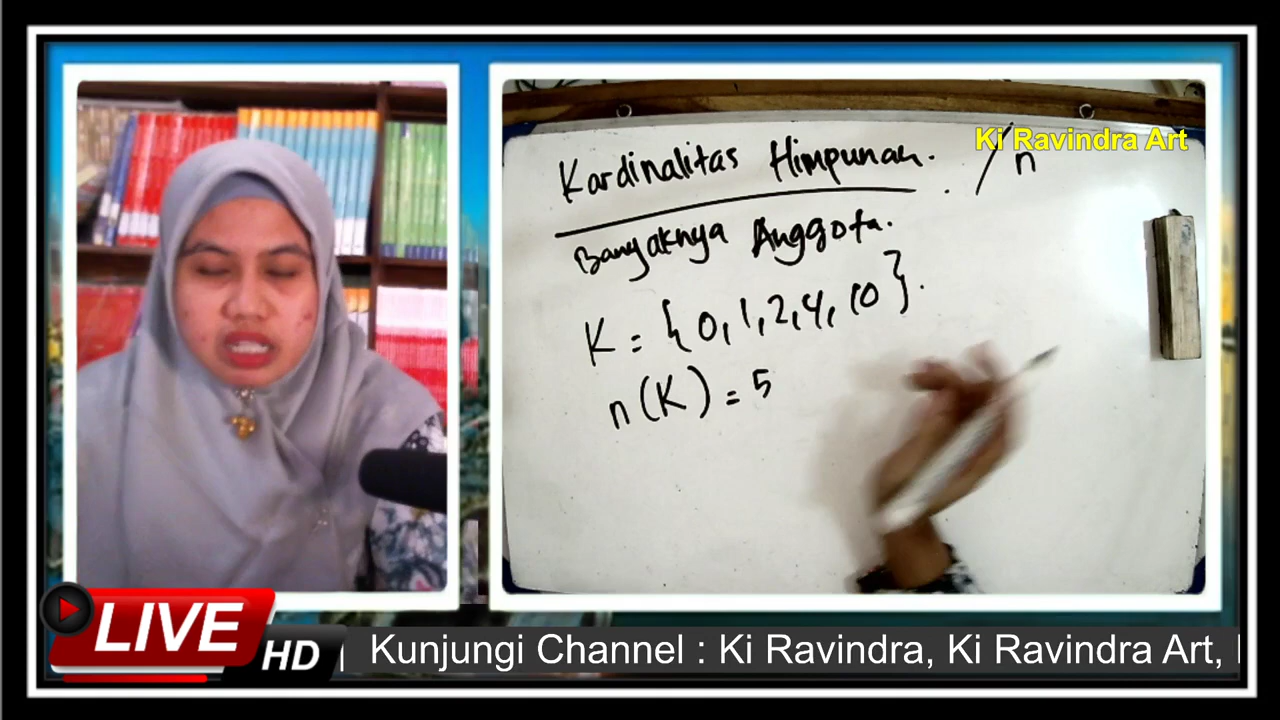 Ki Ravindra Art
Kardinalitas Himpunan. . / n
Banyaknya Anggota.
K = {0, 1, 2, 4, 10}.
n(K) = 5
LIVE
HD
| Kunjungi Channel : Ki Ravindra, Ki Ravindra Art,